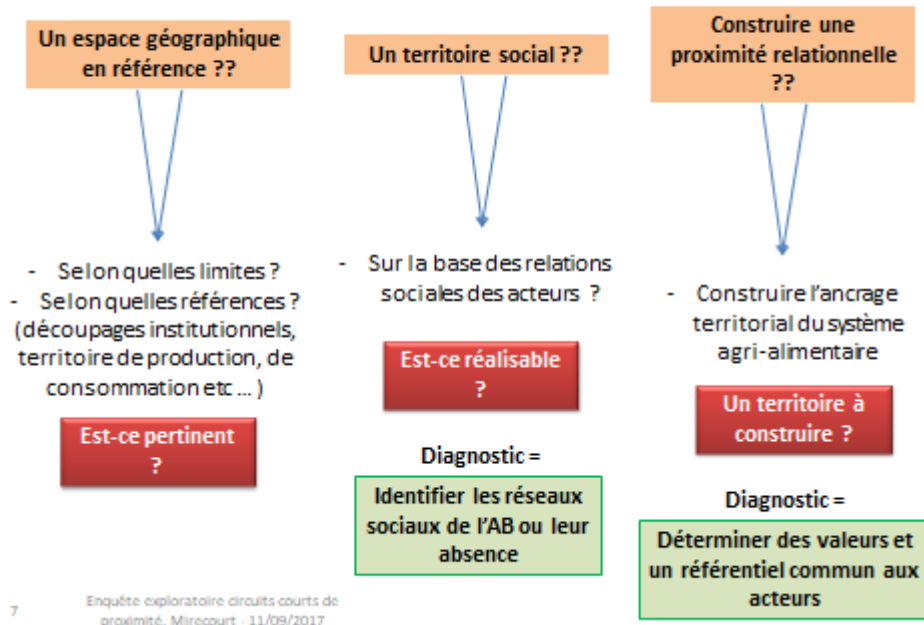 Un espace géographique
en référence ??
- Selon quelles limites ?
- Selon quelles références ?
(découpages institutionnels,
territoire de production, de
consommation etc ... )
Est-ce pertinent
?
Un territoire social ??
- Sur la base des relations
sociales des acteurs ?
Est-ce réalisable
?
Diagnostic =
Identifier les réseaux
sociaux de l'AB ou leur
absence
Construire une
proximité relationnelle
??
- Construire l'ancrage
territorial du système
agri-alimentaire
Un territoire à
construire ?
Diagnostic =
Déterminer des valeurs et
un référentiel commun aux
acteurs
7
Enquête exploratoire circuits courts de
proximité. Mirecourt - 11/09/2017